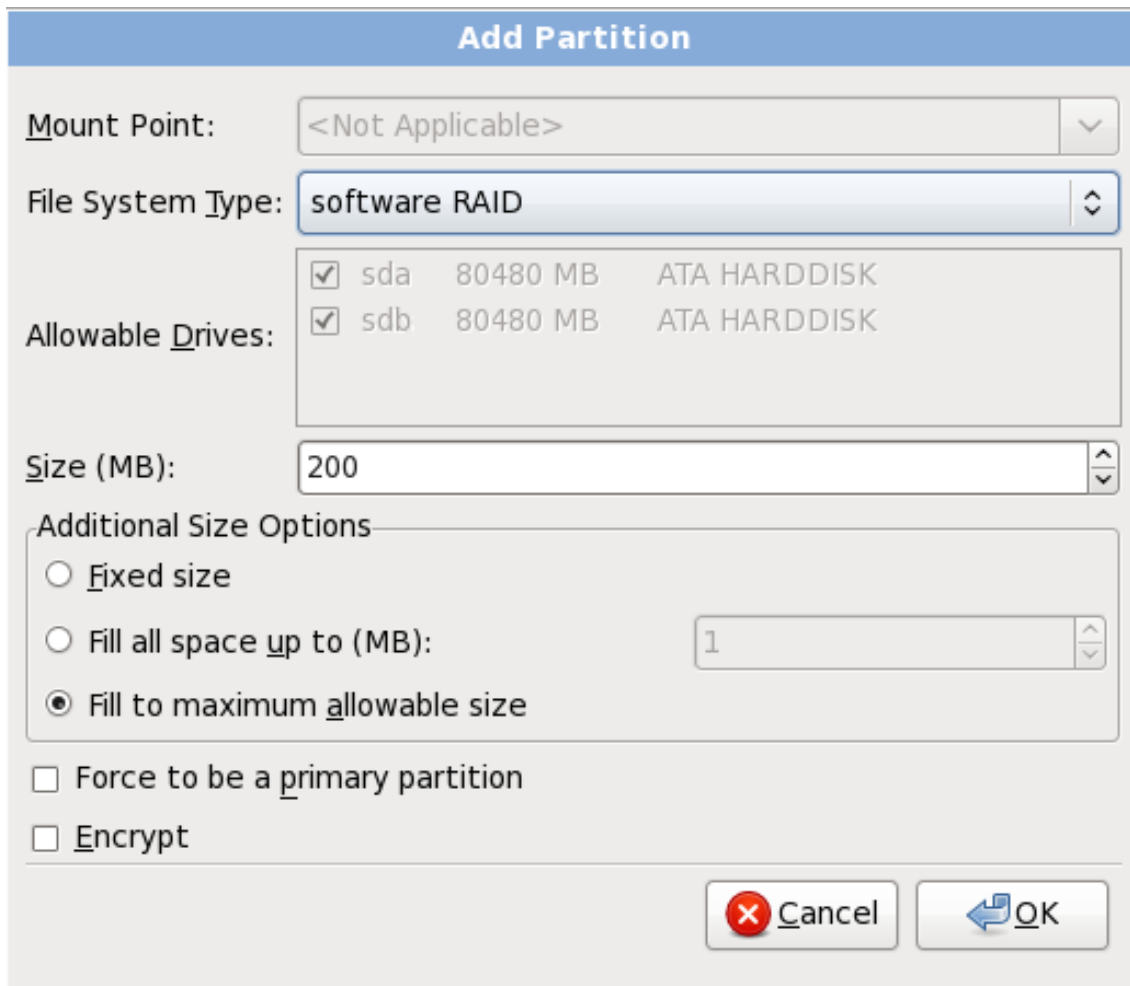 Add Partition
Mount Point: <Not Applicable>
File System Type: software RAID
Allowable Drives:
sda 80480 MB ATA HARDDISK
sdb 80480 MB ATA HARDDISK
Size (MB): 200
Additional Size Options
Fixed size
Fill all space up to (MB): 1
Fill to maximum allowable size
Force to be a primary partition
Encrypt
Cancel OK